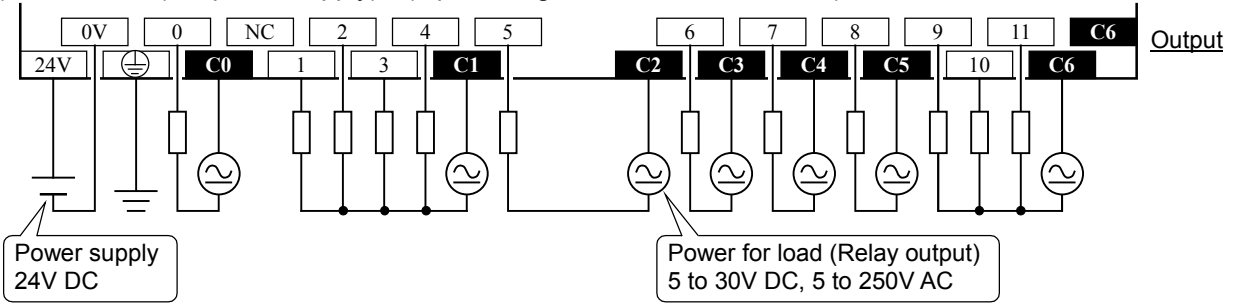 0V 0 NC 2 4 5 6 7 8 9 11 C6 Output
24V C0 1 3 C1 C2 C3 C4 C5 10 C6
Power supply
24V DC
Power for load (Relay output)
5 to 30V DC, 5 to 250V AC